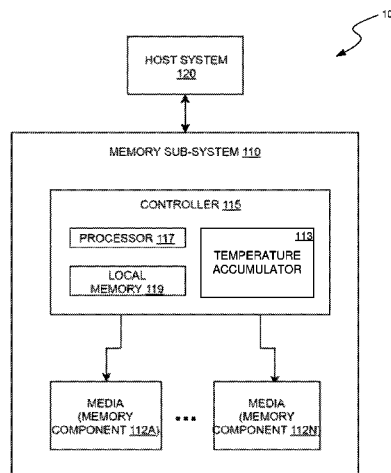 10
HOST SYSTEM
120
MEMORY SUB-SYSTEM 110
CONTROLLER 115
PROCESSOR 117
113
TEMPERATURE
ACCUMULATOR
LOCAL
MEMORY 119
MEDIA
(MEMORY
COMPONENT 112A)
MEDIA
(MEMORY
COMPONENT 112N)